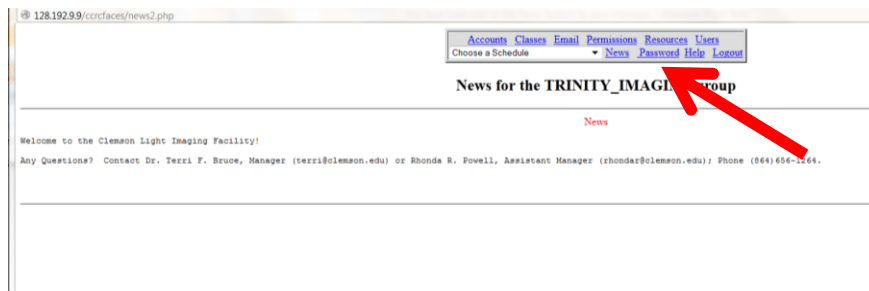 128.192.9.9/ccrcfaces/news2.php
Accounts Classes Email Permissions Resources Users
Choose a Schedule News Password Help Logout
News for the TRINITY_IMAGI roup
News
Welcome to the Clemson Light Imaging Facility!
Any Questions? Contact Dr. Terri F. Bruce, Manager (terri@clemson.edu) or Rhonda R. Powell, Assistant Manager (rhondar@clemson.edu); Phone (864)656-1264.